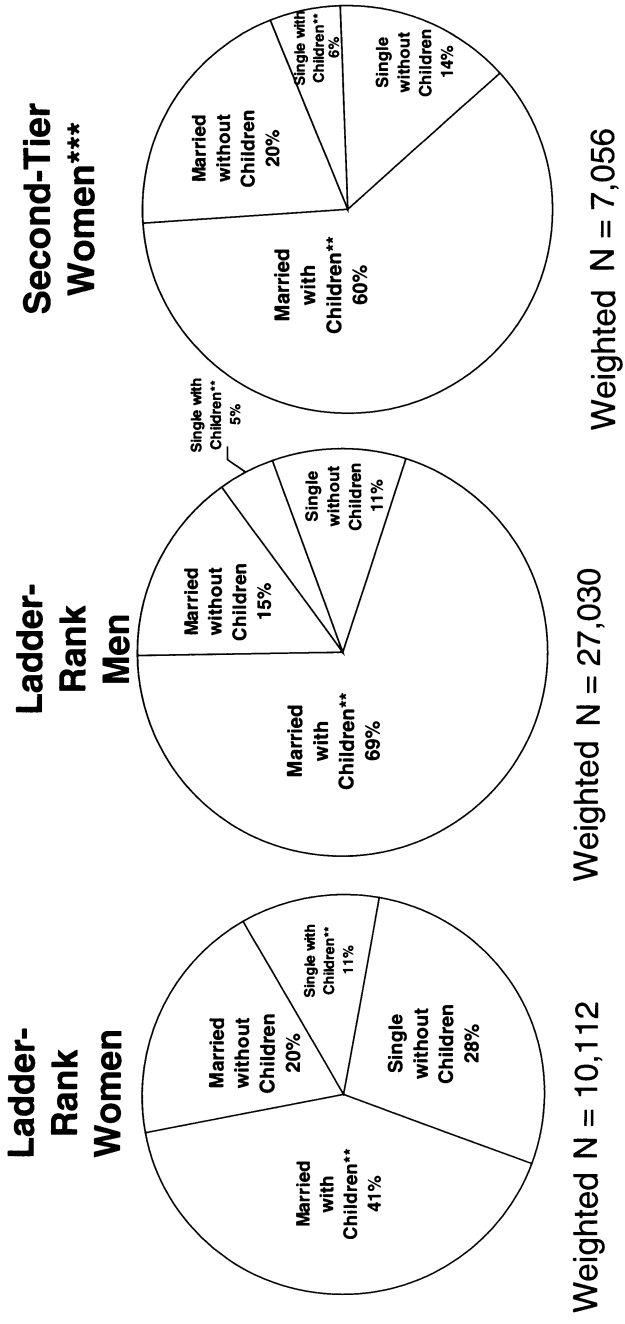 Ladder-
Rank
Women
Married
without
Children
20%
Single with
Children**
11%
Single
without
Children
28%
Married
with
Children**
41%
Weighted N = 10,112
Ladder-
Rank
Men
Married
without
Children
15%
Single with
Children**
5%
Single
without
Children
11%
Married
with
Children**
69%
Weighted N = 27,030
Second-Tier
Women***
Married
without
Children
20%
Single with
Children**
6%
Single
without
Children
14%
Married
with
Children**
60%
Weighted N = 7,056